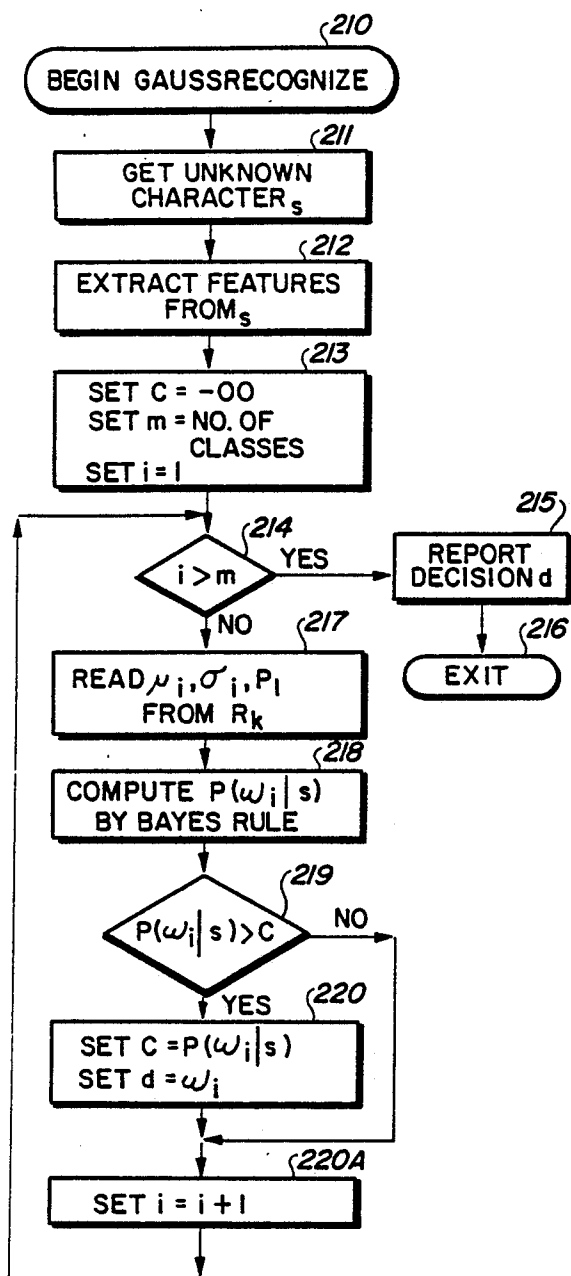 210
BEGIN GAUSSRECOGNIZE
211
GET UNKNOWN
CHARACTER s
212
EXTRACT FEATURES
FROM s
213
SET C = -OO
SET m = NO. OF
CLASSES
SET i = 1
214
i > m
YES
NO
215
REPORT
DECISION d
216
EXIT
217
READ μi, σi, P1
FROM Rk
218
COMPUTE P(ωi|s)
BY BAYES RULE
219
P(ωi|s) > C
NO
YES
220
SET C = P(ωi|s)
SET d = ωi
220A
SET i = i + 1